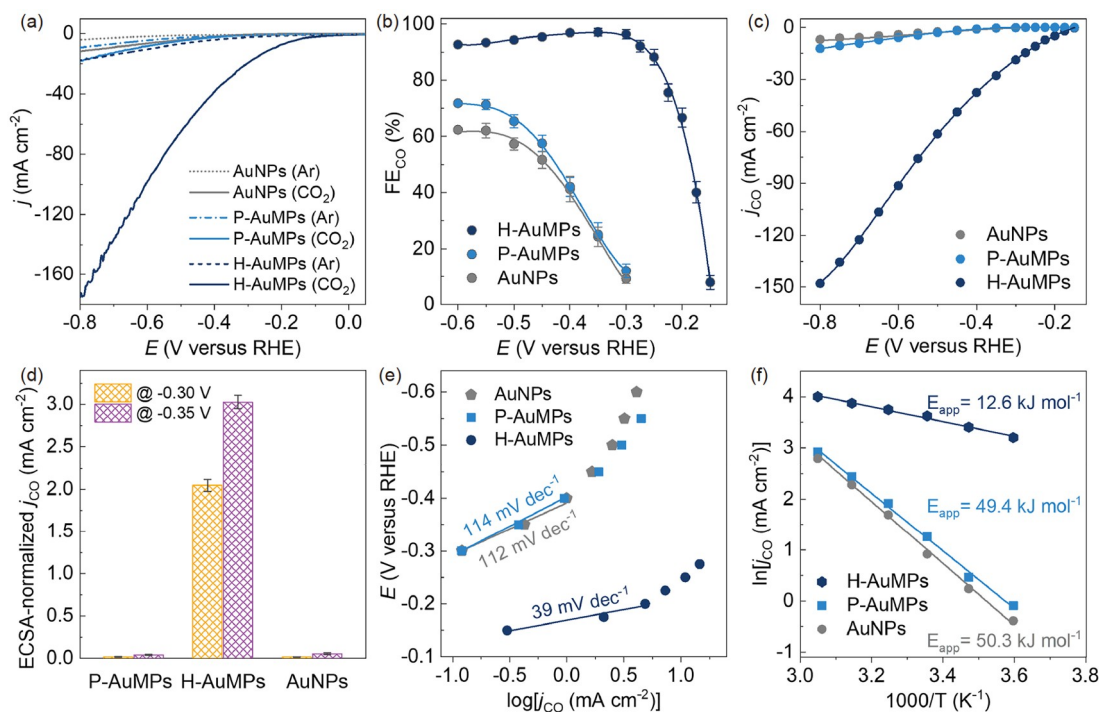 (a)
0
-40
-80
-120
-160
j (mA cm⁻²)
AuNPs (Ar)
AuNPs (CO₂)
P-AuMPs (Ar)
P-AuMPs (CO₂)
H-AuMPs (Ar)
H-AuMPs (CO₂)
-0.8 -0.6 -0.4 -0.2 0.0
E (V versus RHE)
(b)
100
80
60
40
20
0
FE_CO (%)
H-AuMPs
P-AuMPs
AuNPs
-0.6 -0.5 -0.4 -0.3 -0.2
E (V versus RHE)
(c)
0
-30
-60
-90
-120
-150
j_CO (mA cm⁻²)
AuNPs
P-AuMPs
H-AuMPs
-0.8 -0.6 -0.4 -0.2
E (V versus RHE)
(d)
@ -0.30 V
@ -0.35 V
3.0
2.5
2.0
1.5
1.0
0.5
0.0
ECSA-normalized j_CO (mA cm⁻²)
P-AuMPs H-AuMPs AuNPs
(e)
-0.6
-0.5
-0.4
-0.3
-0.2
-0.1
E (V versus RHE)
AuNPs
P-AuMPs
H-AuMPs
114 mV dec⁻¹
112 mV dec⁻¹
39 mV dec⁻¹
-1.0 -0.5 0.0 0.5 1.0
log[j_CO (mA cm⁻²)]
(f)
5
4
3
2
1
0
-1
ln[j_CO (mA cm⁻²)]
E_app= 12.6 kJ mol⁻¹
E_app= 49.4 kJ mol⁻¹
H-AuMPs
P-AuMPs
AuNPs
E_app= 50.3 kJ mol⁻¹
3.0 3.2 3.4 3.6 3.8
1000/T (K⁻¹)